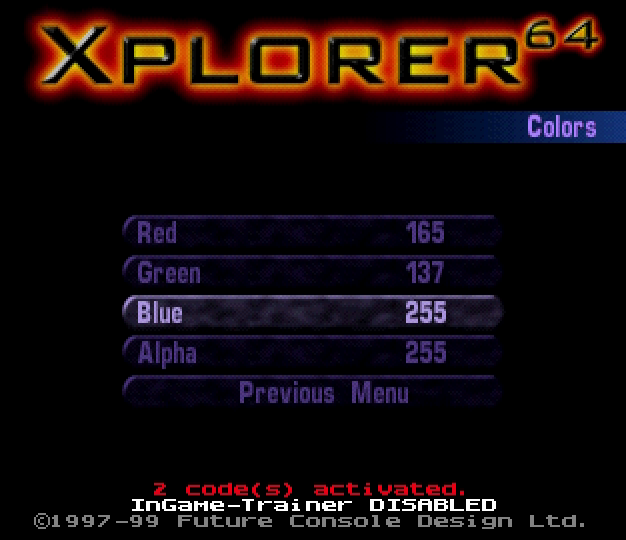 XPLORER64
Colors
Red 165
Green 137
Blue 255
Alpha 255
Previous Menu
2 code(s) activated.
InGame-Trainer DISABLED
©1997-99 Future Console Design Ltd.